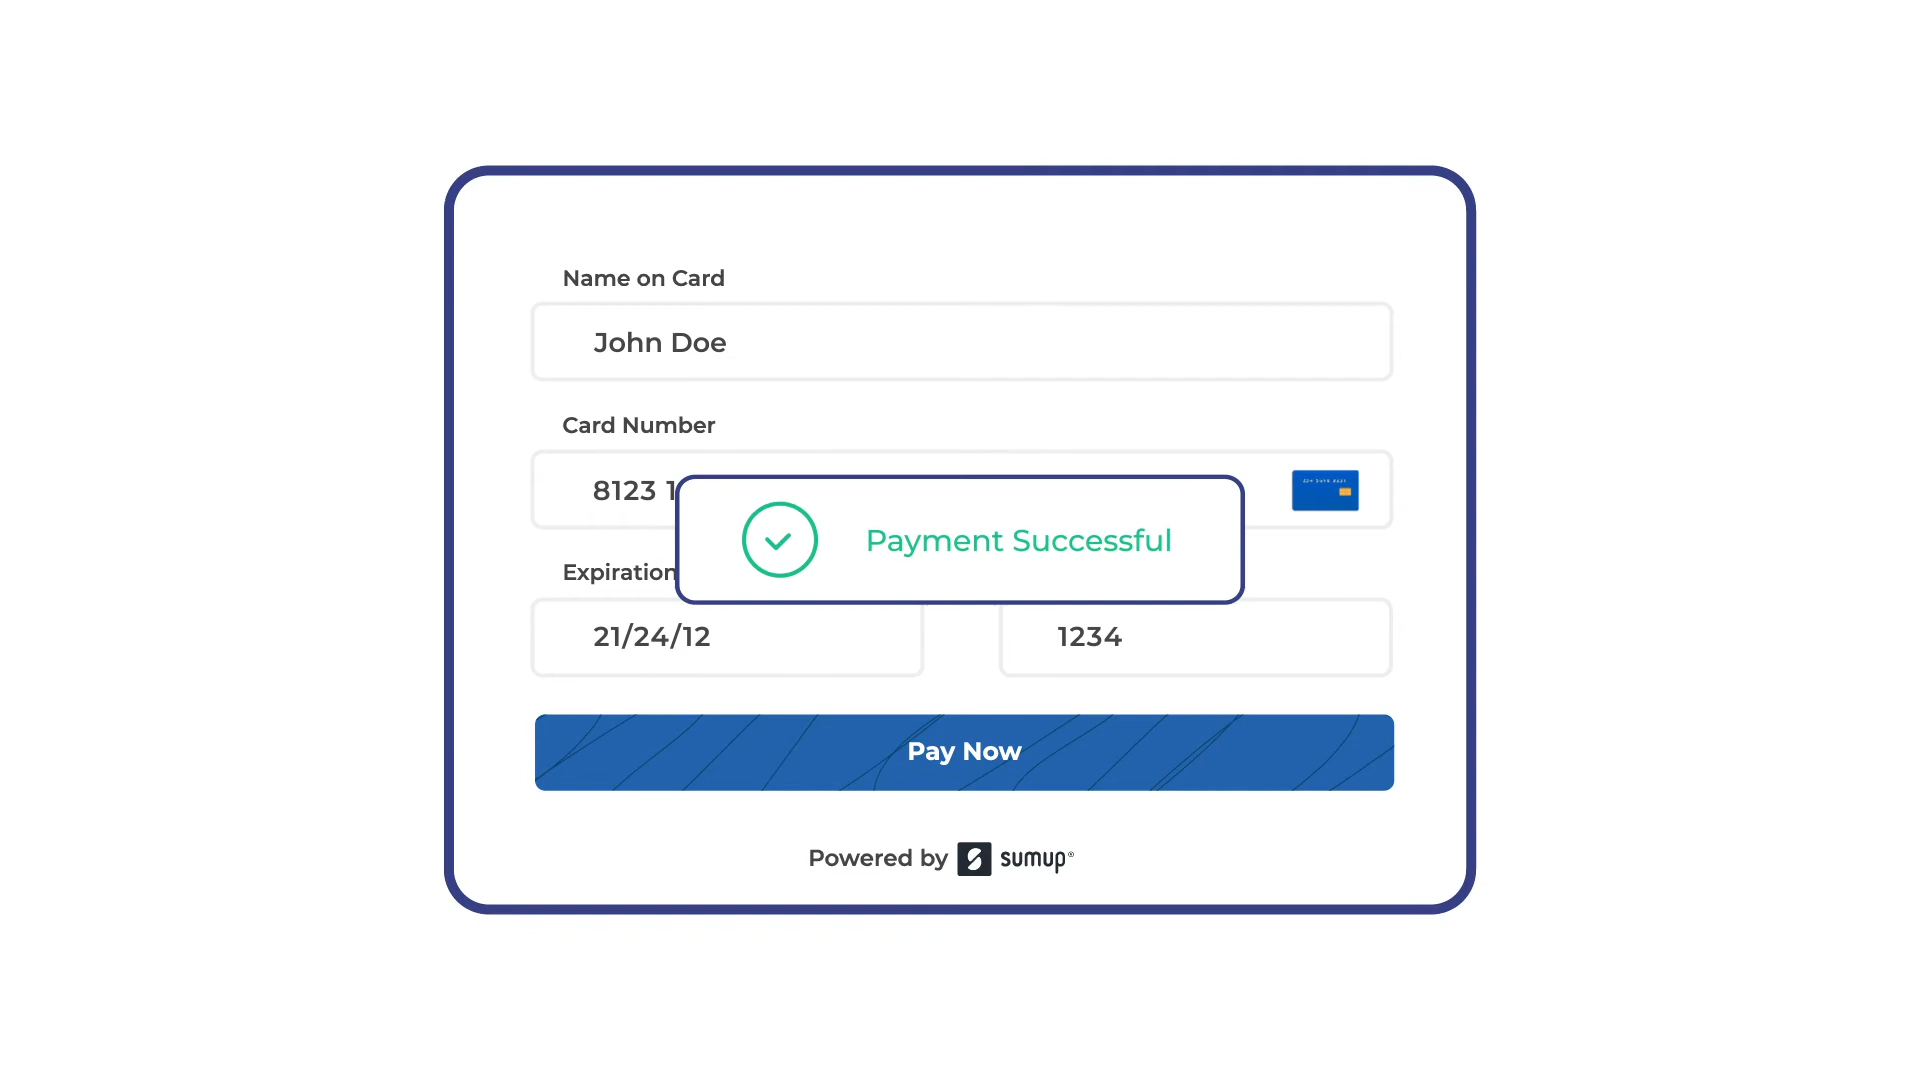 Name on Card
John Doe
Card Number
8123 1
Payment Successful
Expiration
21/24/12
1234
Pay Now
Powered by sumup®